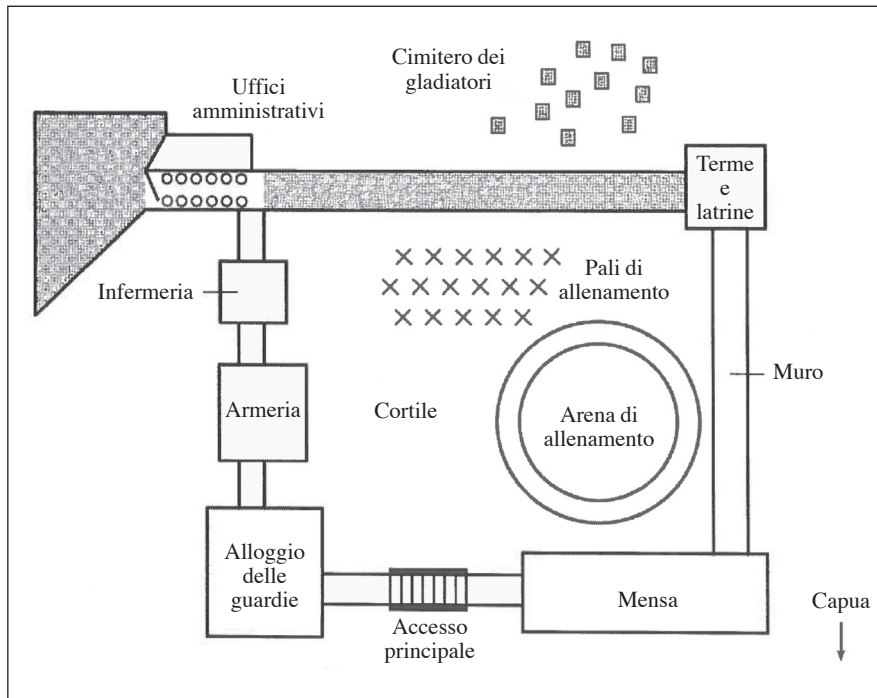 Cimitero dei
gladiatori
Uffici
amministrativi
Terme
e
latrine
Pali di
allenamento
Infermeria
Muro
Armeria
Cortile
Arena di
allenamento
Alloggio
delle
guardie
Accesso
principale
Mensa
Capua